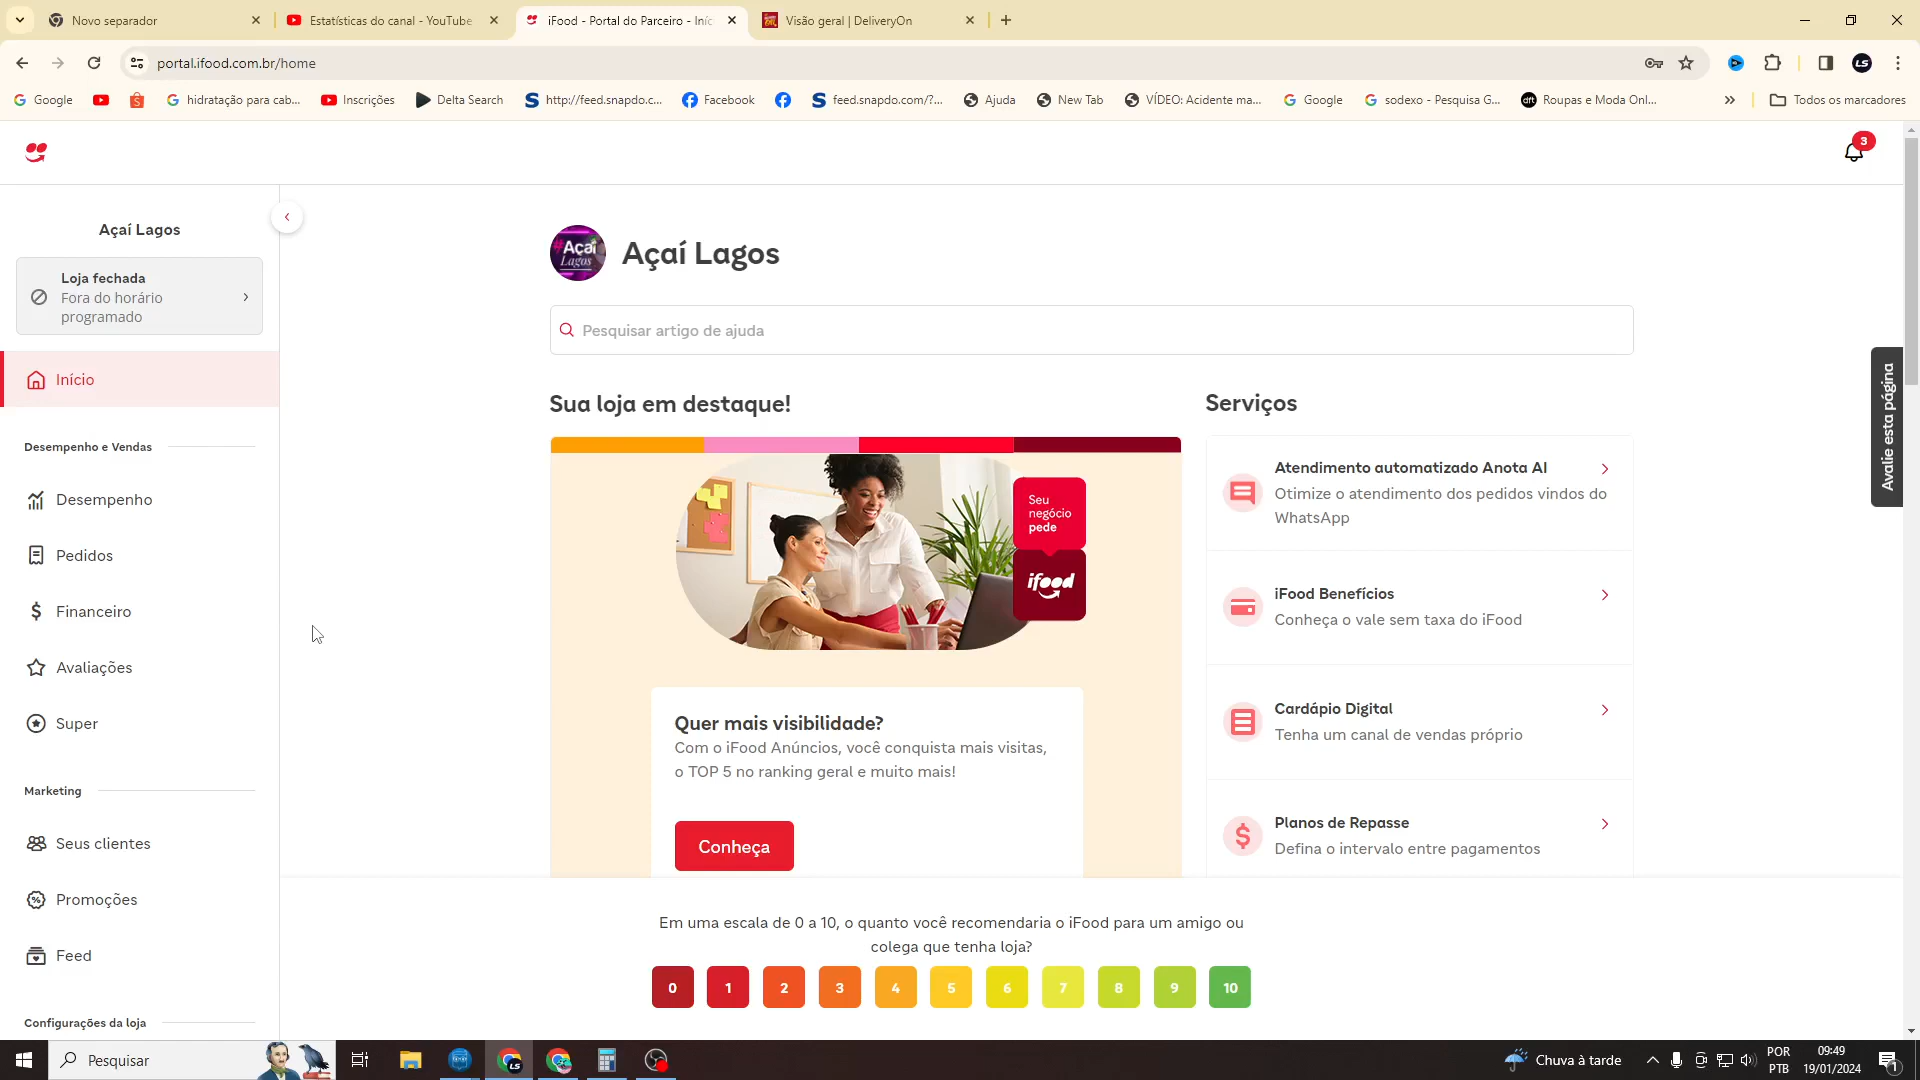 Novo separador
Estatísticas do canal - YouTube
iFood - Portal do Parceiro - Iníc
Visão geral | DeliveryOn
portal.ifood.com.br/home
LS
Google
hidratação para cab...
Inscrições
Delta Search
http://feed.snapdo.c...
Facebook
feed.snapdo.com/?...
Ajuda
New Tab
VÍDEO: Acidente ma...
Google
sodexo - Pesquisa G...
dft
Roupas e Moda Onl...
Todos os marcadores
3
Açaí Lagos
Loja fechada
Fora do horário
programado
Início
Desempenho e Vendas
Desempenho
Pedidos
Financeiro
Avaliações
Super
Marketing
Seus clientes
Promoções
Feed
Configurações da loja
#Açaí
Lagos
Açaí Lagos
Pesquisar artigo de ajuda
Sua loja em destaque!
Seu
negócio
pede
ifood
Quer mais visibilidade?
Com o iFood Anúncios, você conquista mais visitas,
o TOP 5 no ranking geral e muito mais!
Conheça
Serviços
Atendimento automatizado Anota AI
Otimize o atendimento dos pedidos vindos do
WhatsApp
iFood Benefícios
Conheça o vale sem taxa do iFood
Cardápio Digital
Tenha um canal de vendas próprio
Planos de Repasse
Defina o intervalo entre pagamentos
Avalie esta página
Em uma escala de 0 a 10, o quanto você recomendaria o iFood para um amigo ou
colega que tenha loja?
0 1 2 3 4 5 6 7 8 9 10
Pesquisar
LS
Chuva à tarde
POR
PTB
09:49
19/01/2024
1